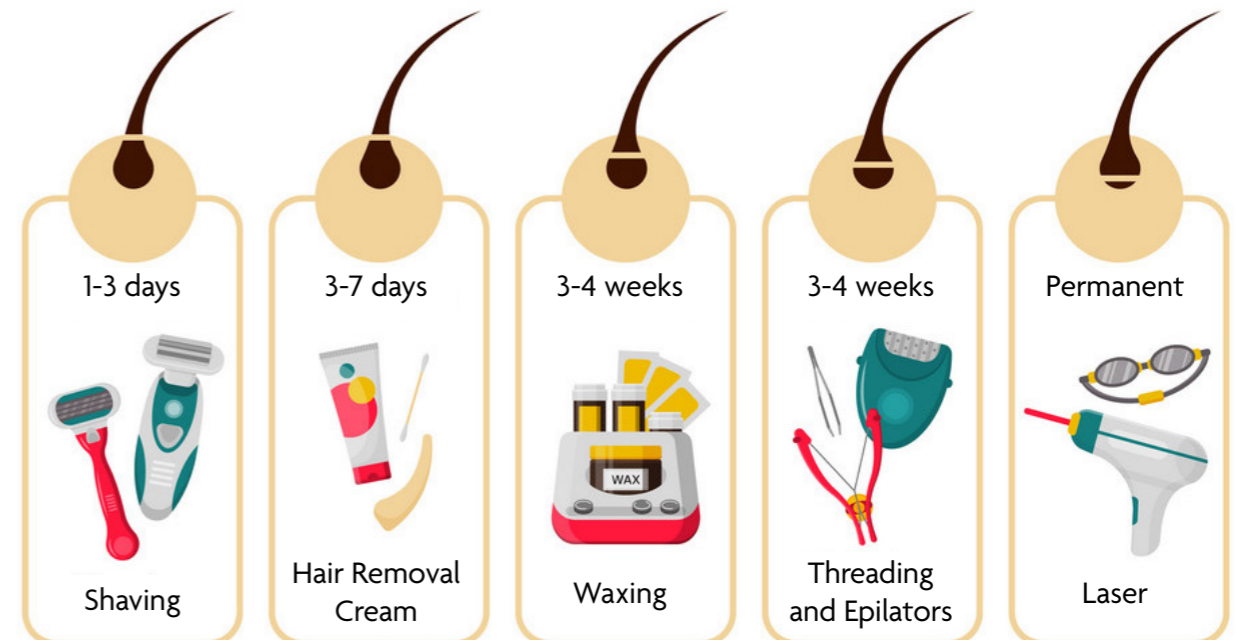 1-3 days
3-7 days
3-4 weeks
3-4 weeks
Permanent
WAX
Shaving
Hair Removal
Cream
Waxing
Threading
and Epilators
Laser